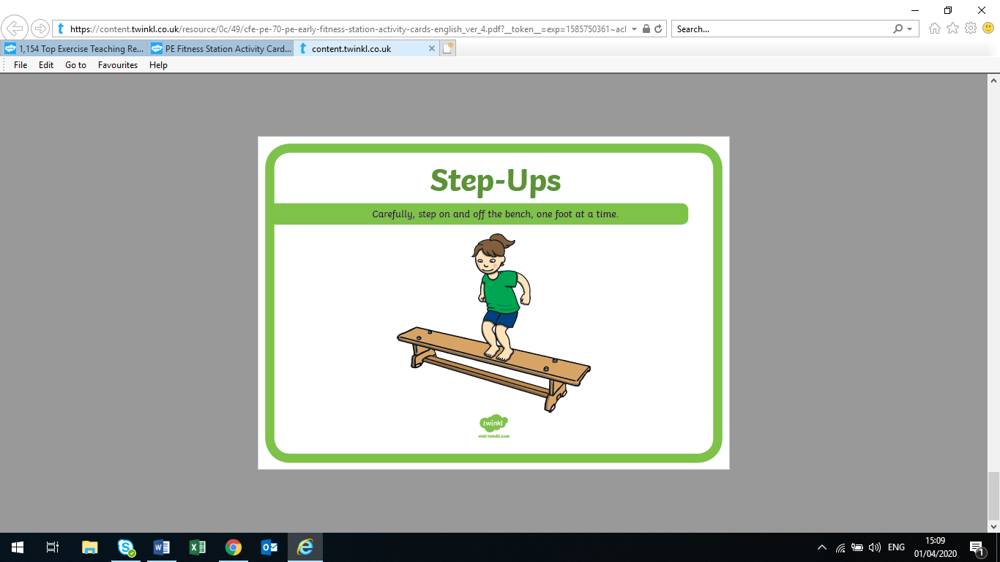 https://content.twinkl.co.uk/resource/0c/49/cfe-pe-70-pe-early-fitness-station-activity-cards-english_ver_4.pdf?__token__=exp=1585750361~acl
Search...
1,154 Top Exercise Teaching Re...
PE Fitness Station Activity Card...
content.twinkl.co.uk
File Edit Go to Favourites Help
Step-Ups
Carefully, step on and off the bench, one foot at a time.
twinkl
visit twinkl.com
ENG
15:09
01/04/2020
1